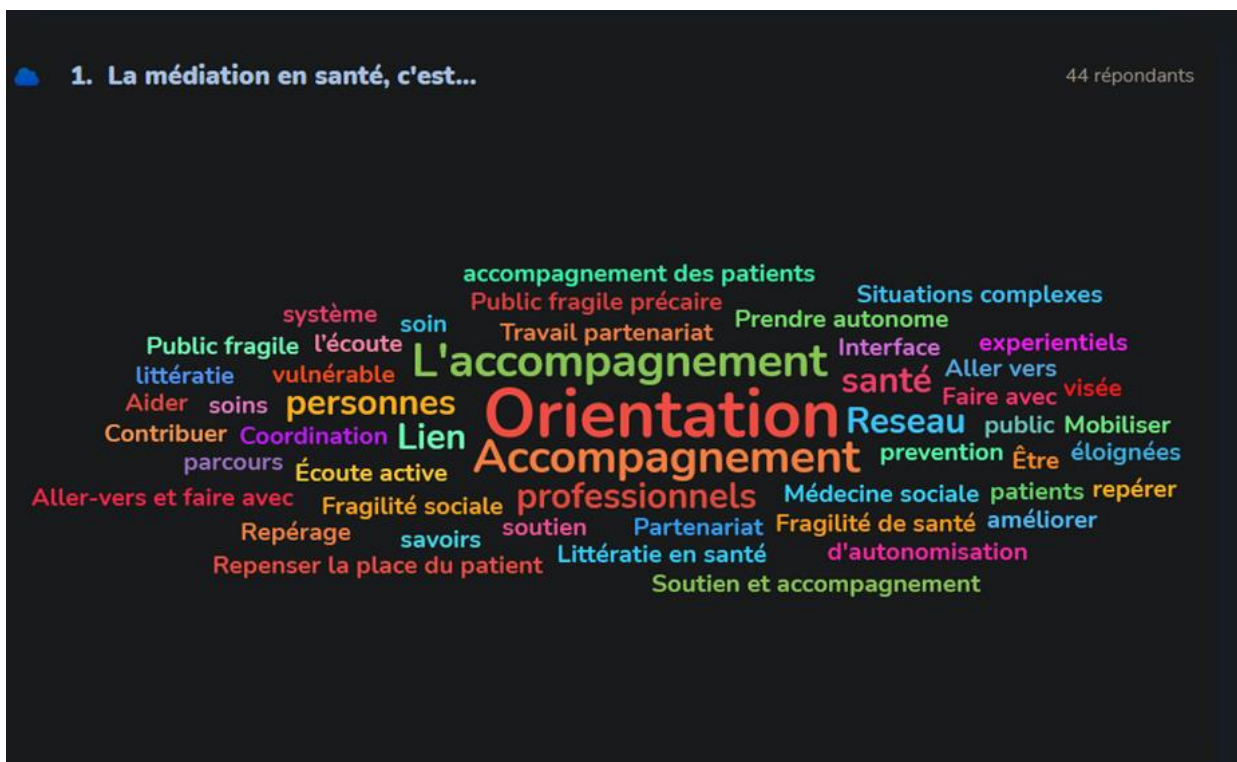 1. La médiation en santé, c'est...
44 répondants
accompagnement des patients
Public fragile précaire
Situations complexes
système
soin
Travail partenariat
Prendre autonome
Public fragile
l'écoute
L'accompagnement
Interface
experientiels
littératie
vulnérable
santé
Aller vers
Aider
soins
personnes
Orientation
Faire avec
visée
Contribuer
Coordination
Lien
Reseau
public
Mobiliser
parcours
Écoute active
Accompagnement
prevention
Être
éloignées
Aller-vers et faire avec
Fragilité sociale
professionnels
Médecine sociale
patients
repérer
Repérage
savoirs
soutien
Partenariat
Fragilité de santé
améliorer
Repenser la place du patient
Littératie en santé
d'autonomisation
Soutien et accompagnement